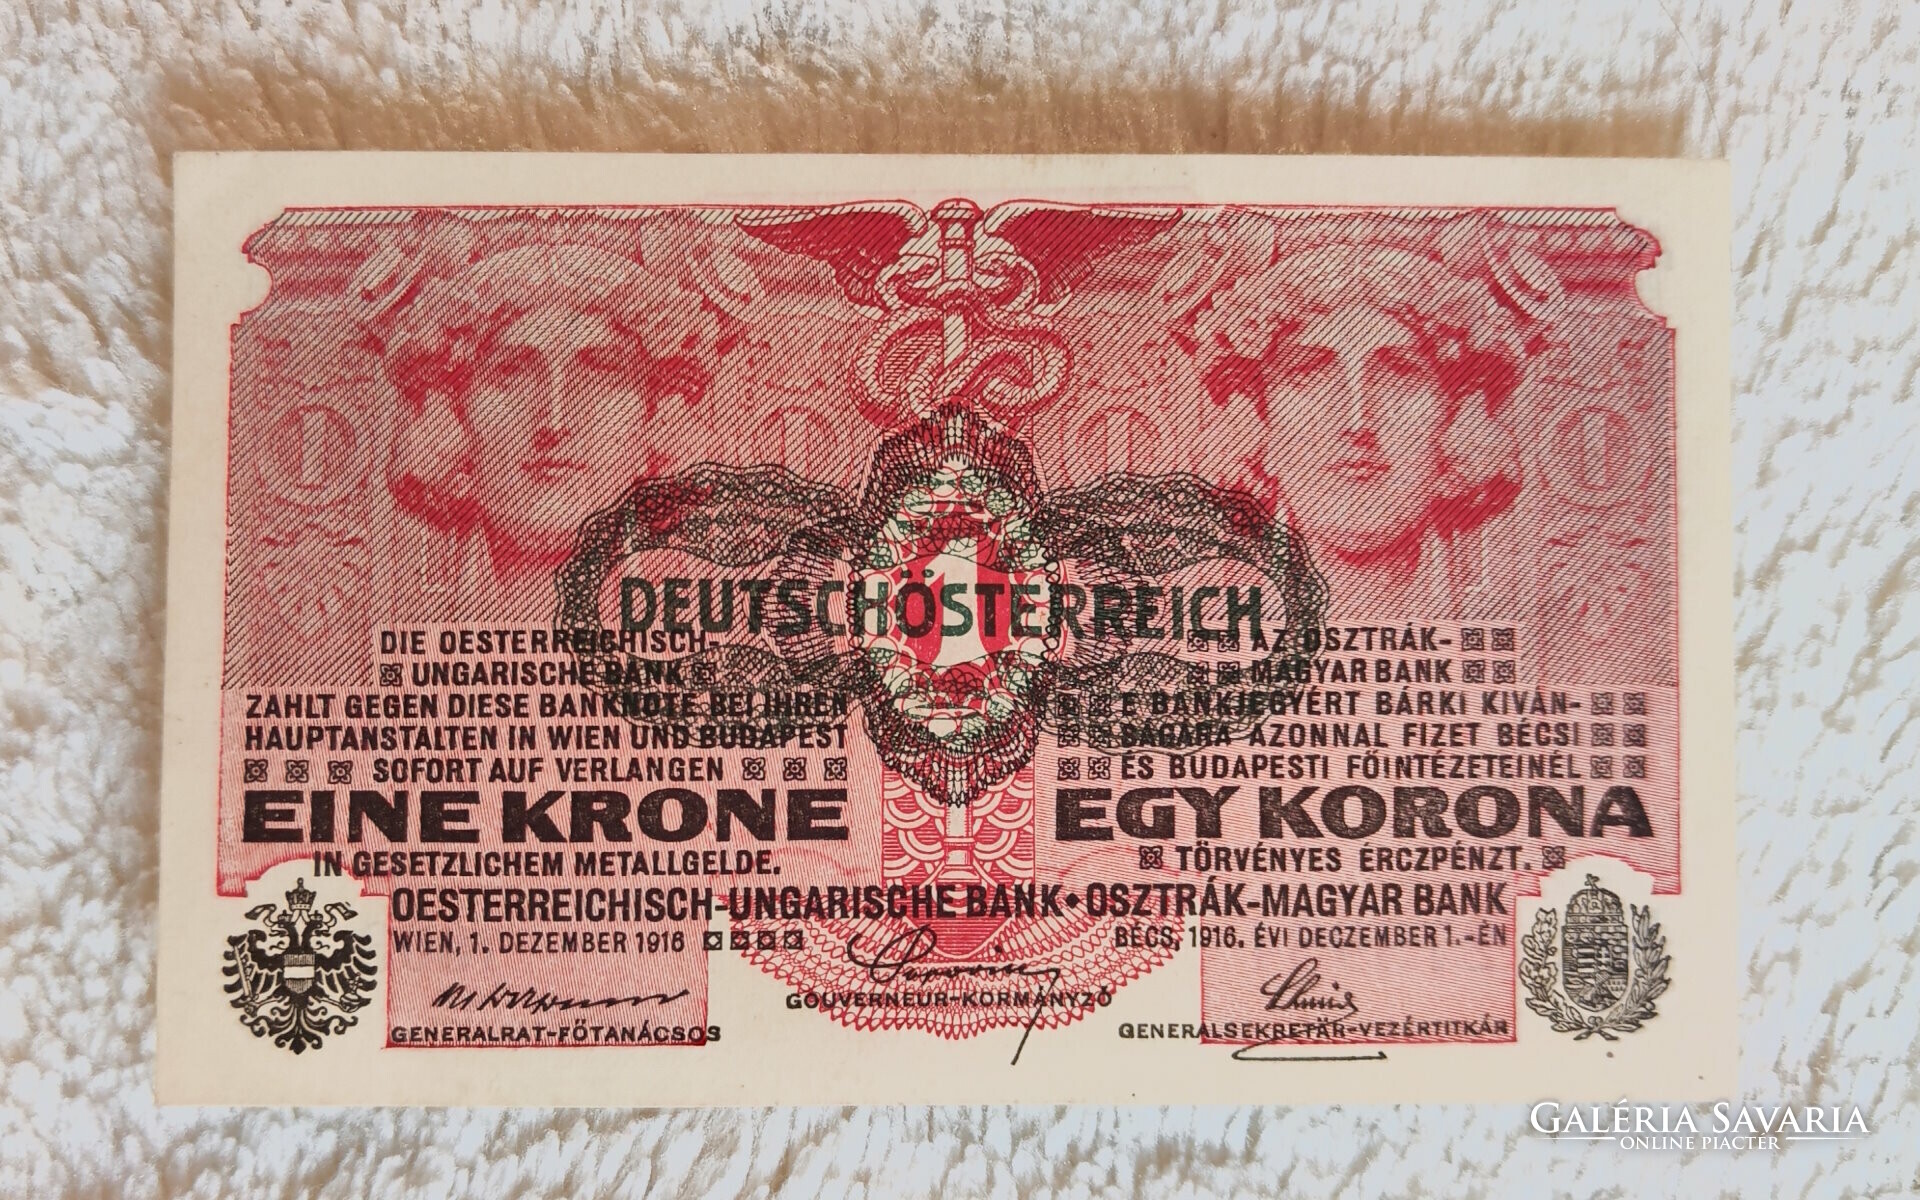 DEUTSCHÖSTERREICH
1
DIE OESTERREICHISCH-
UNGARISCHE BANK
ZAHLT GEGEN DIESE BANKNOTE BEI IHREN
HAUPTANSTALTEN IN WIEN UND BUDAPEST
SOFORT AUF VERLANGEN
EINE KRONE
IN GESETZLICHEM METALLGELDE.
AZ OSZTRÁK-
MAGYAR BANK
E BANKJEGYÉRT BÁRKI KIVÁN-
SÁGÁRA AZONNAL FIZET BÉCSI
ÉS BUDAPESTI FŐINTÉZETEINÉL
EGY KORONA
TÖRVÉNYES ÉRCZPÉNZT.
OESTERREICHISCH-UNGARISCHE BANK • OSZTRÁK-MAGYAR BANK
WIEN, 1. DEZEMBER 1916
BÉCS, 1916. ÉVI DECZEMBER 1.-ÉN
GENERALRAT-FŐTANÁCSOS
GOUVERNEUR-KORMÁNYZÓ
GENERALSEKRETÄR-VEZÉRTITKÁR
GALÉRIA SAVARIA
ONLINE PIACTÉR